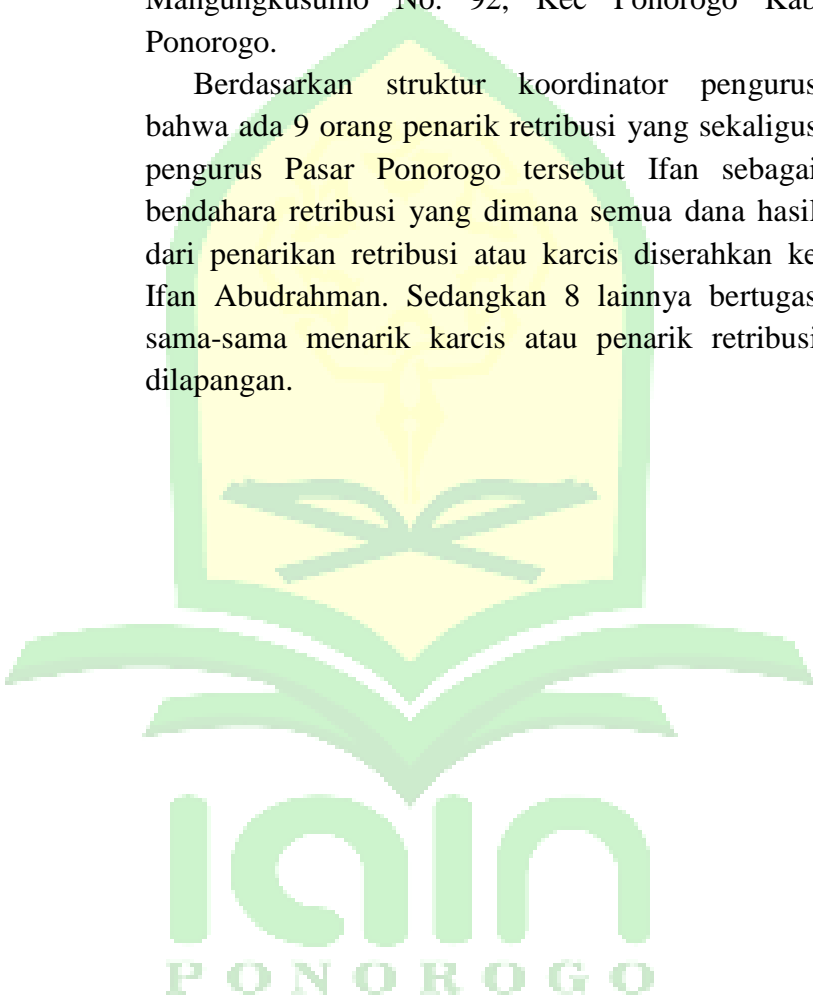 Mangungkusumo No. 92, Kec Ponorogo Kab
Ponorogo.
Berdasarkan struktur koordinator pengurus
bahwa ada 9 orang penarik retribusi yang sekaligus
pengurus Pasar Ponorogo tersebut Ifan sebagai
bendahara retribusi yang dimana semua dana hasil
dari penarikan retribusi atau karcis diserahkan ke
Ifan Abudrahman. Sedangkan 8 lainnya bertugas
sama-sama menarik karcis atau penarik retribusi
dilapangan.
iain
PONOROGO